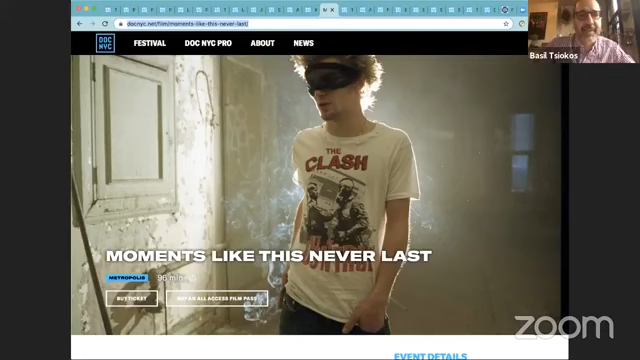 docnyc.net/film/moments-like-this-never-last/
DOC
NYC
FESTIVAL
DOC NYC PRO
ABOUT
NEWS
Basil Tsiokos
THE
CLASH
MOMENTS LIKE THIS NEVER LAST
METROPOLIS
96 min
BUY TICKET
BUY AN ALL ACCESS FILM PASS
EVENT DETAILS
zoom